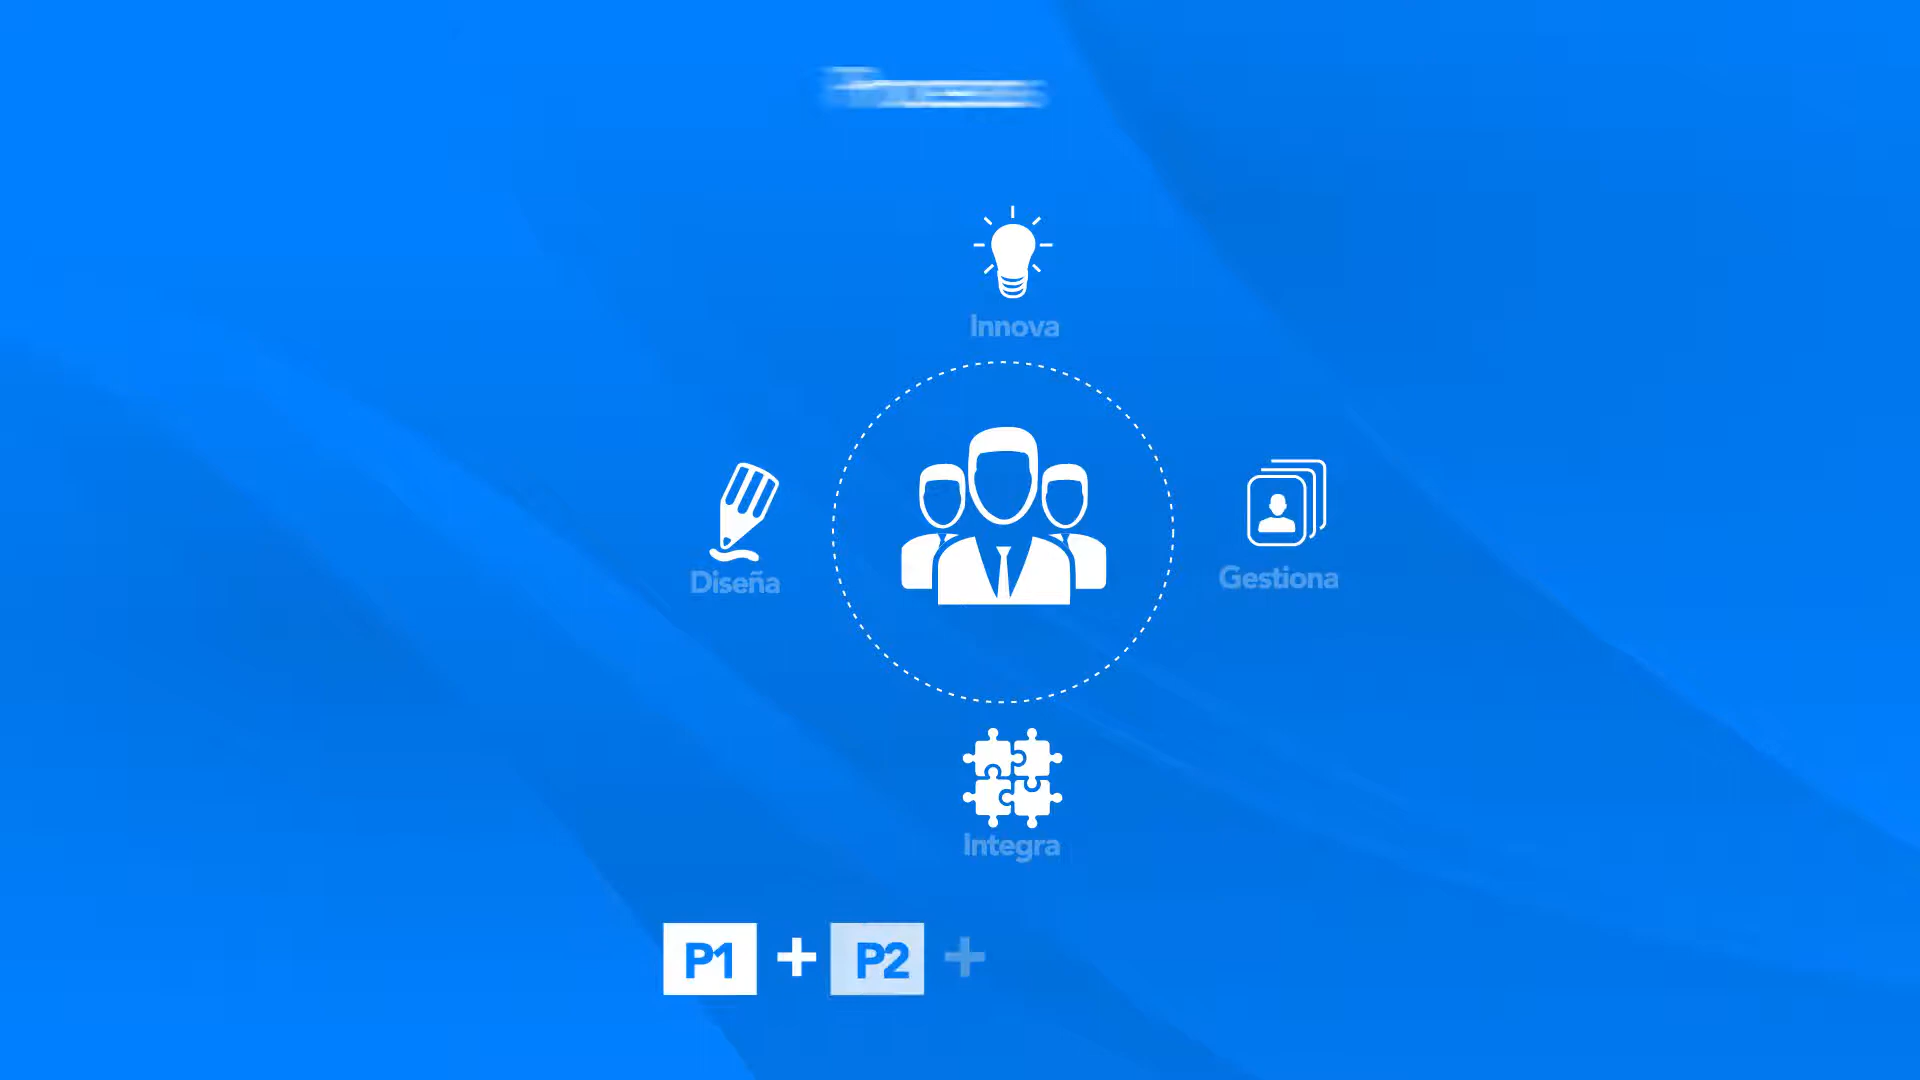 Innova
Diseña
Gestiona
Integra
P1 + P2 +